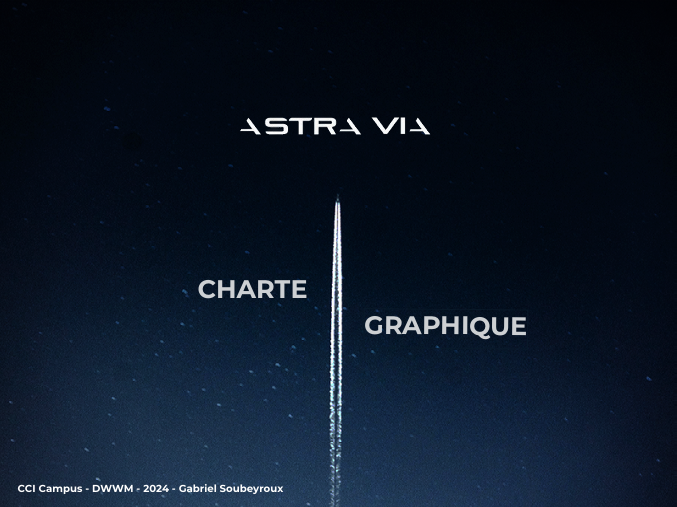 ASTRA VIA
CHARTE
GRAPHIQUE
CCI Campus - DWWM - 2024 - Gabriel Soubeyroux